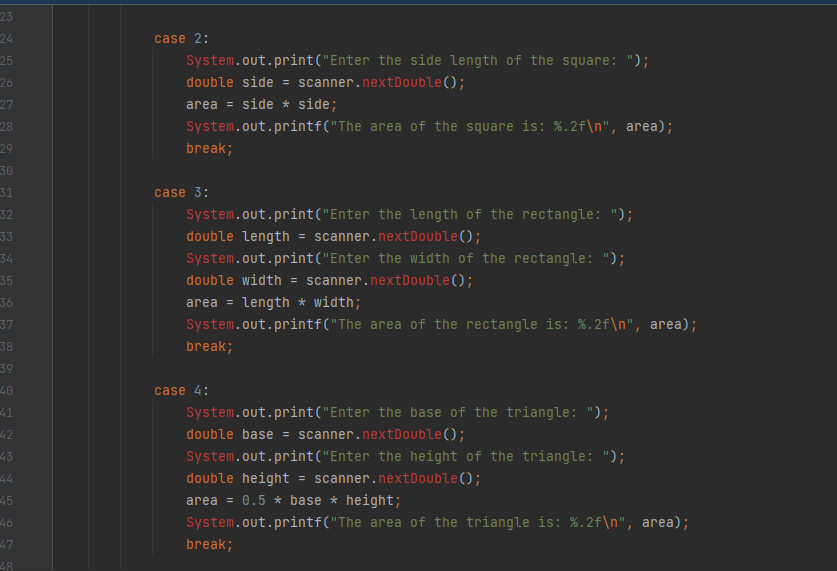 23
24 case 2:
25 System.out.print("Enter the side length of the square: ");
26 double side = scanner.nextDouble();
27 area = side * side;
28 System.out.printf("The area of the square is: %.2f\n", area);
29 break;
30
31 case 3:
32 System.out.print("Enter the length of the rectangle: ");
33 double length = scanner.nextDouble();
34 System.out.print("Enter the width of the rectangle: ");
35 double width = scanner.nextDouble();
36 area = length * width;
37 System.out.printf("The area of the rectangle is: %.2f\n", area);
38 break;
39
40 case 4:
41 System.out.print("Enter the base of the triangle: ");
42 double base = scanner.nextDouble();
43 System.out.print("Enter the height of the triangle: ");
44 double height = scanner.nextDouble();
45 area = 0.5 * base * height;
46 System.out.printf("The area of the triangle is: %.2f\n", area);
47 break;
48